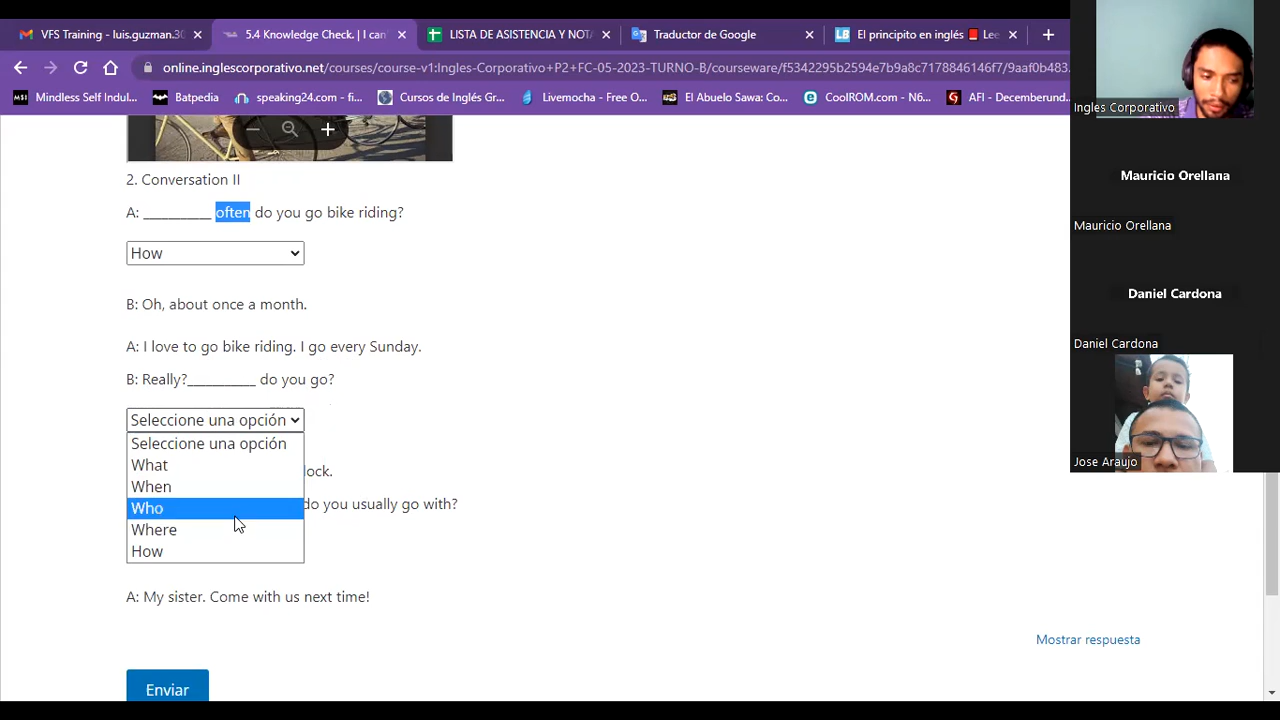 VFS Training - luis.guzman.30
5.4 Knowledge Check. | I can
LISTA DE ASISTENCIA Y NOTA
Traductor de Google
El principito en inglés
Lee
online.inglescorporativo.net/courses/course-v1:Ingles-Corporativo+P2+FC-05-2023-TURNO-B/courseware/f5342295b2594e7b9a8c7178846146f7/9aaf0b483
Mindless Self Indul...
Batpedia
speaking24.com - fi...
Cursos de Inglés Gr...
Livemocha - Free O...
El Abuelo Sawa: Co...
CoolROM.com - N6...
AFI - Decemberund...
2. Conversation II
A: __________ often do you go bike riding?
How
B: Oh, about once a month.
A: I love to go bike riding. I go every Sunday.
B: Really?__________ do you go?
Seleccione una opción
Seleccione una opción
What
When
Who
Where
How
lock.
do you usually go with?
A: My sister. Come with us next time!
Mostrar respuesta
Enviar
Ingles Corporativo
Mauricio Orellana
Mauricio Orellana
Daniel Cardona
Daniel Cardona
Jose Araujo